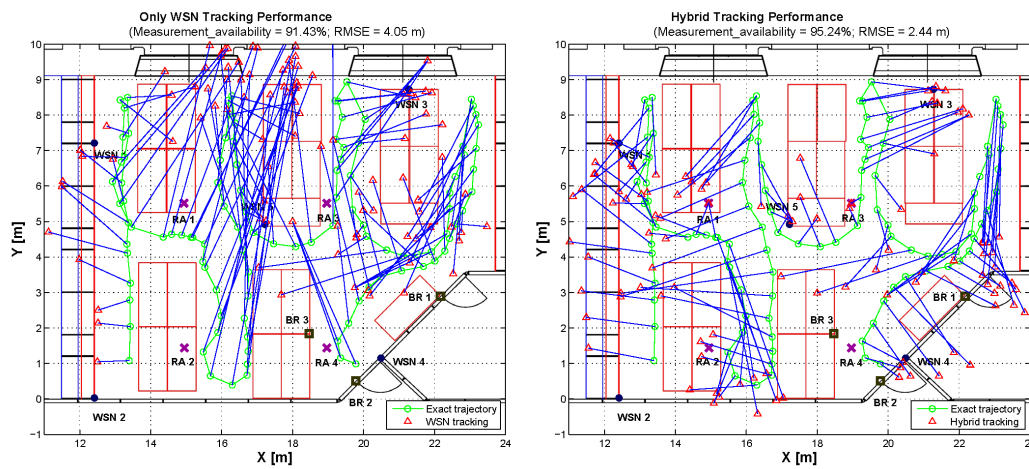 Only WSN Tracking Performance
(Measurement_availability = 91.43%; RMSE = 4.05 m)
10
9
8
7
6
5
4
3
2
1
0
−1
Y [m]
WSN 3
WSN
RA 1
WSN
RA 3
BR 1
BR 3
RA 2
RA 4
WSN 4
BR 2
WSN 2
Exact trajectory
WSN tracking
12
14
16
18
20
22
24
X [m]
Hybrid Tracking Performance
(Measurement_availability = 95.24%; RMSE = 2.44 m)
10
9
8
7
6
5
4
3
2
1
0
−1
Y [m]
WSN 3
WSN
RA 1
WSN 5
RA 3
BR 1
BR 3
RA 2
RA 4
WSN 4
BR 2
WSN 2
Exact trajectory
Hybrid tracking
12
14
16
18
20
22
24
X [m]